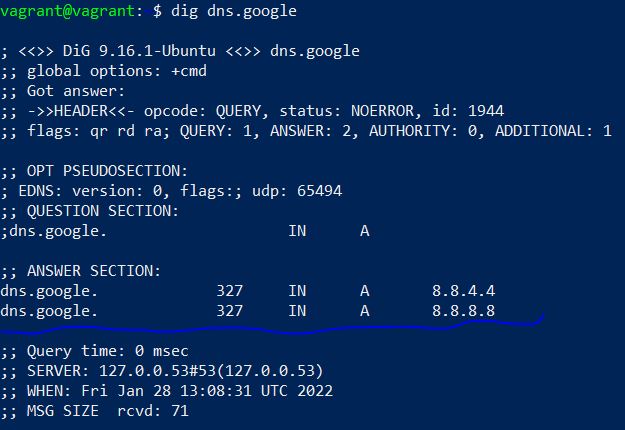 vagrant@vagrant:~$ dig dns.google
; <<>> DiG 9.16.1-Ubuntu <<>> dns.google
;; global options: +cmd
;; Got answer:
;; ->>HEADER<<- opcode: QUERY, status: NOERROR, id: 1944
;; flags: qr rd ra; QUERY: 1, ANSWER: 2, AUTHORITY: 0, ADDITIONAL: 1
;; OPT PSEUDOSECTION:
; EDNS: version: 0, flags:; udp: 65494
;; QUESTION SECTION:
;dns.google. IN A
;; ANSWER SECTION:
dns.google. 327 IN A 8.8.4.4
dns.google. 327 IN A 8.8.8.8
;; Query time: 0 msec
;; SERVER: 127.0.0.53#53(127.0.0.53)
;; WHEN: Fri Jan 28 13:08:31 UTC 2022
;; MSG SIZE rcvd: 71